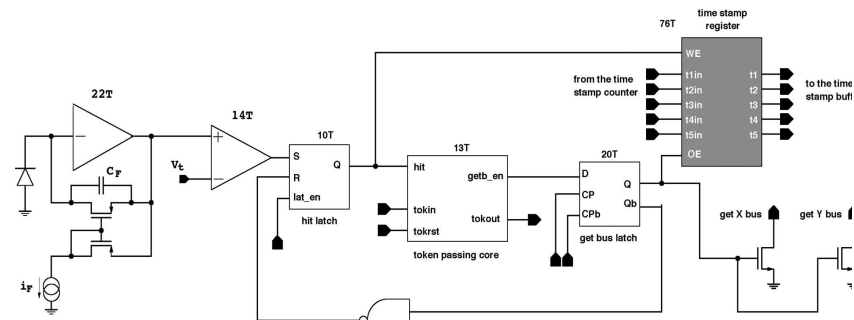 time stamp
register
76T
WE
from the time
stamp counter
t1in
t2in
t3in
t4in
t5in
t1
t2
t3
t4
t5
to the time
stamp buff
OE
22T
14T
10T
13T
20T
C_F
V_t
S
R
Q
lat_en
hit latch
hit
getb_en
tokin
tokrst
tokout
token passing core
D
CP
CPb
Q
Qb
get bus latch
get X bus
get Y bus
i_F